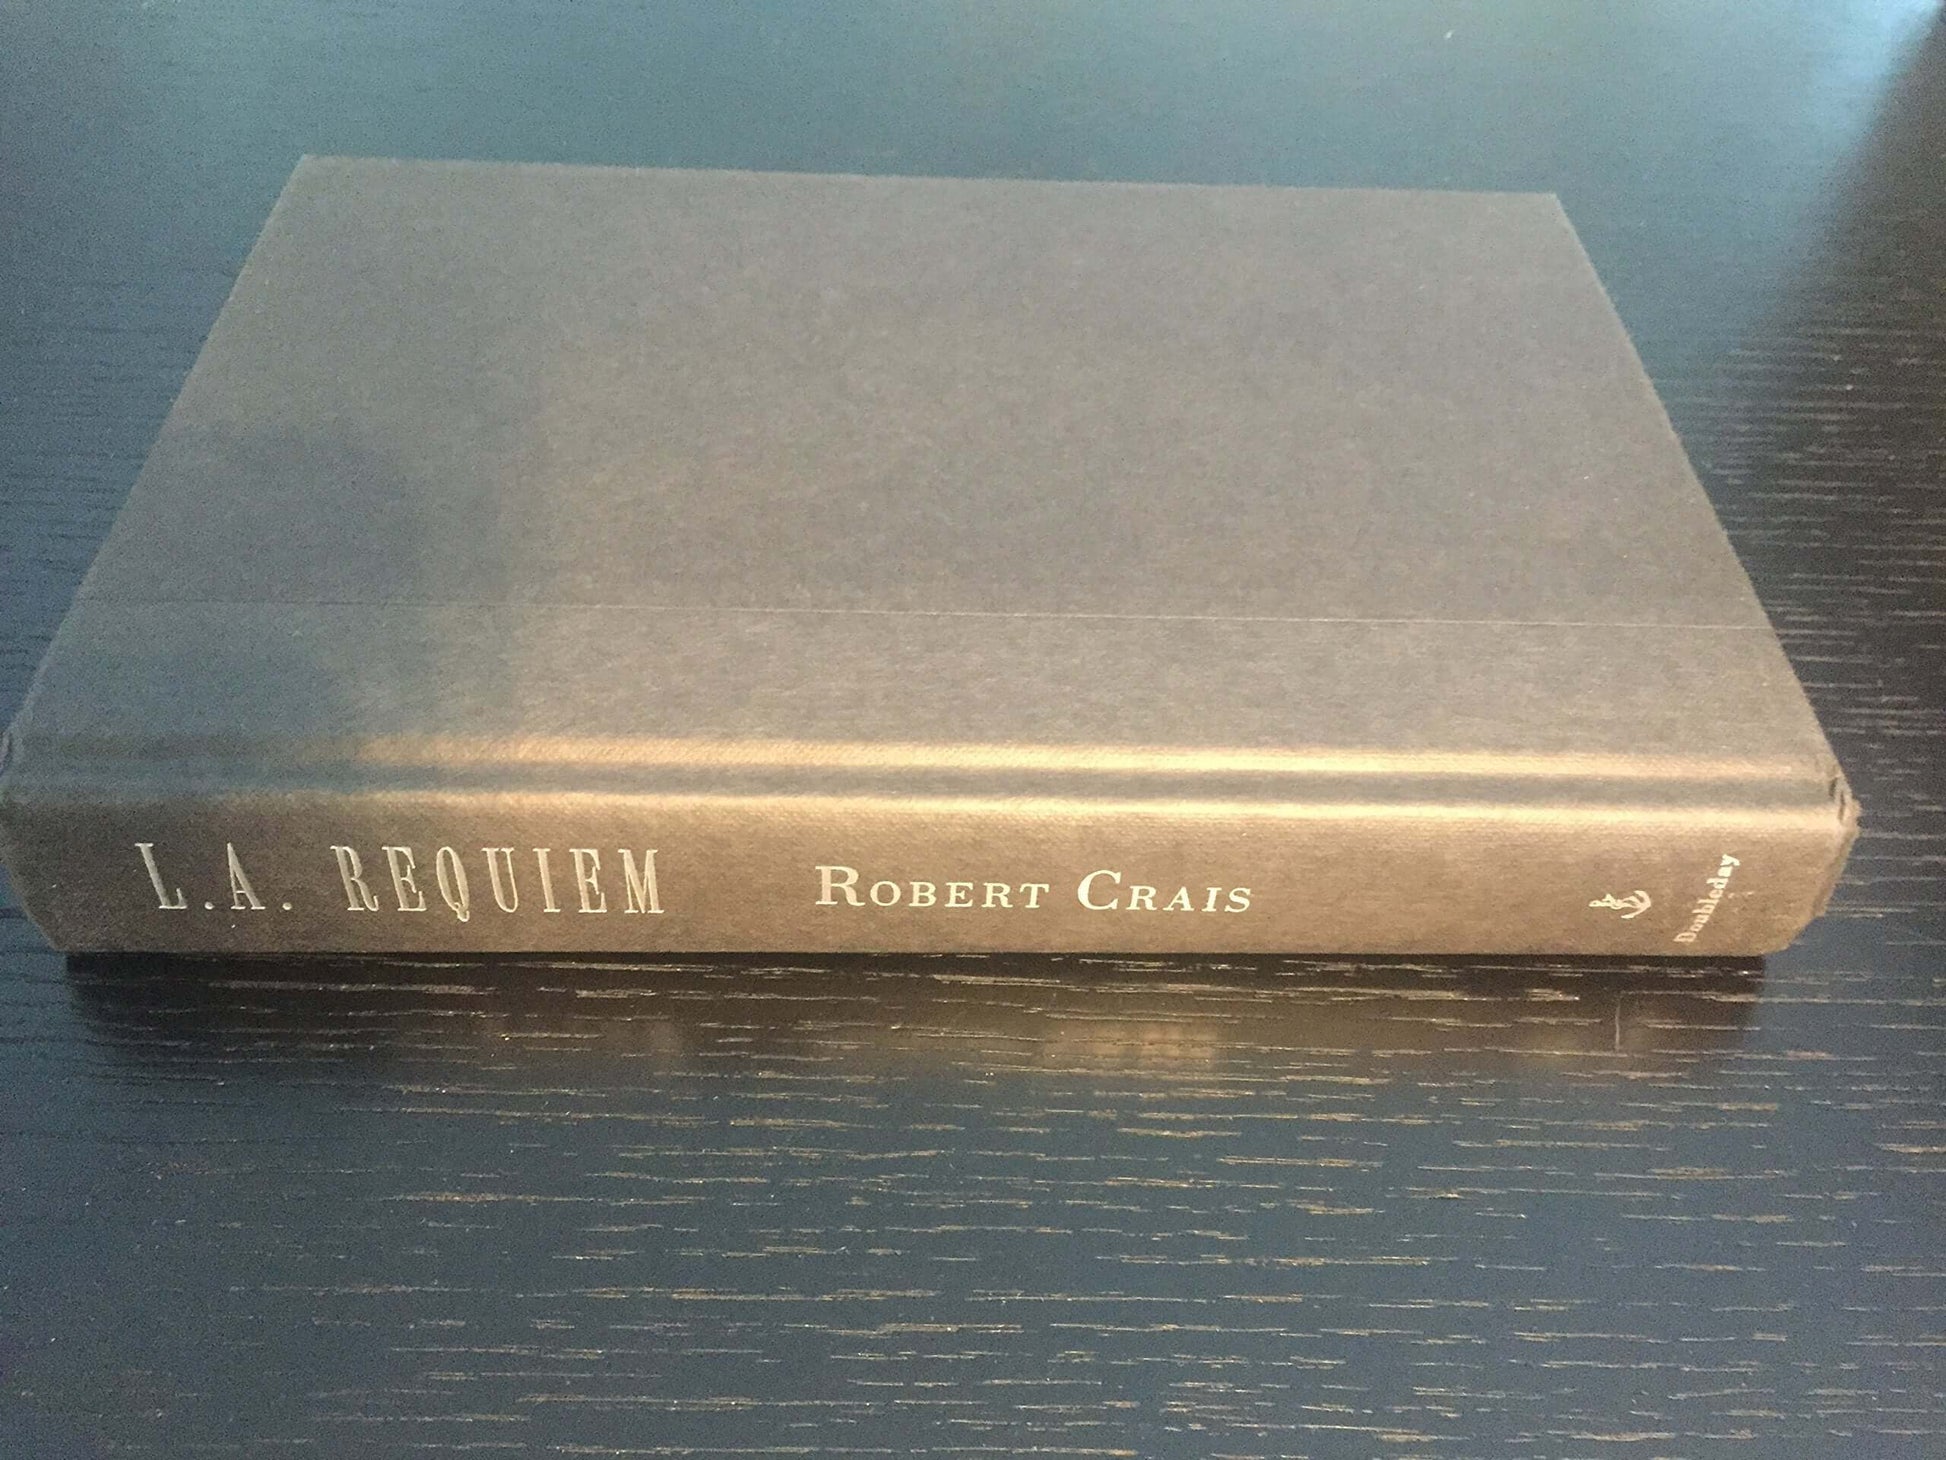 L.A. REQUIEM
ROBERT CRAIS
Doubleday